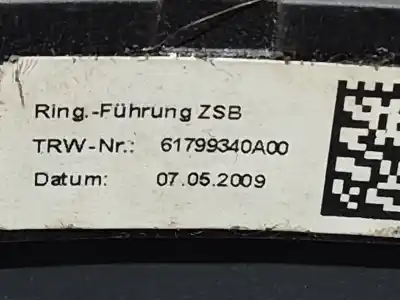 Ring.-Führung ZSB
TRW-Nr.: 61799340A00
Datum: 07.05.2009